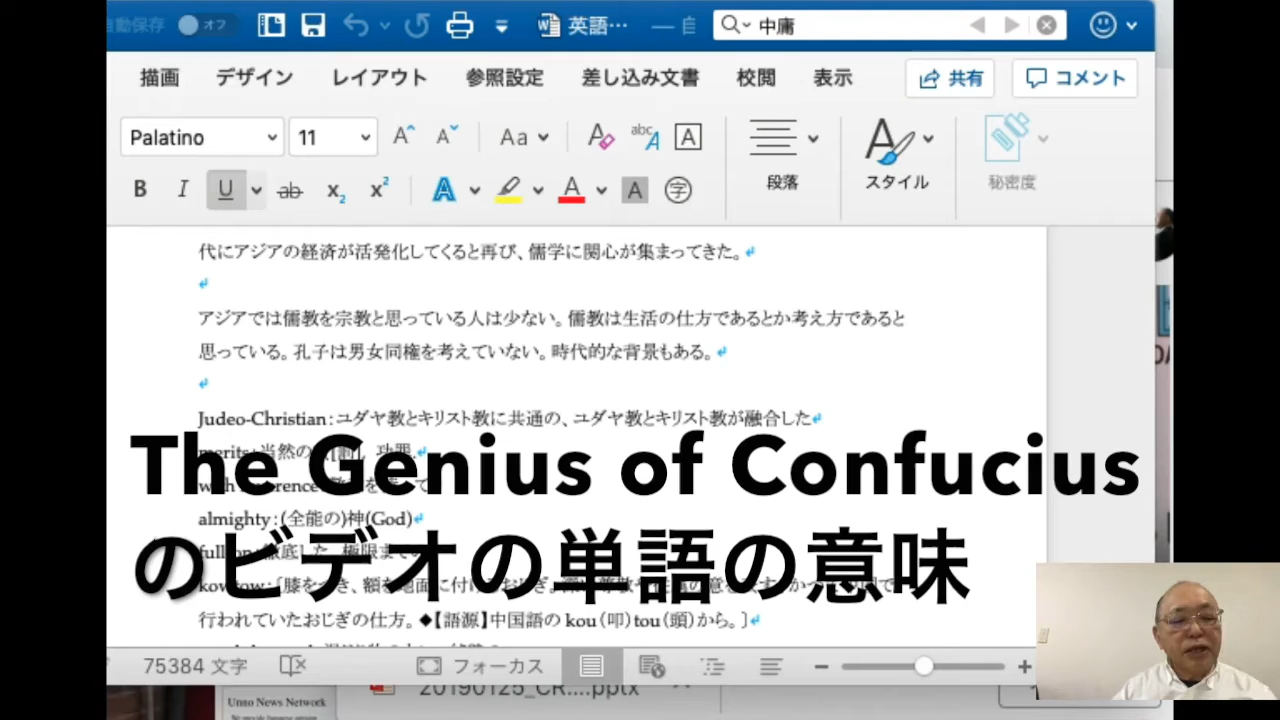 自動保存 オフ 英語… — 自 中庸
描画 デザイン レイアウト 参照設定 差し込み文書 校閲 表示 共有 コメント
Palatino 11 Aa abc A A
B I U ab x₂ x² A A A 字 段落 スタイル 秘密度
代にアジアの経済が活発化してくると再び、儒学に関心が集まってきた。
アジアでは儒教を宗教と思っている人は少ない。儒教は生活の仕方であるとか考え方であると
思っている。孔子は男女同権を考えていない。時代的な背景もある。
Judeo-Christian：ユダヤ教とキリスト教に共通の、ユダヤ教とキリスト教が融合した
The Genius of Confucius
almighty：(全能の)神(God)
のビデオの単語の意味
行われていたおじぎの仕方。◆【語源】中国語の kou（叩）tou（頭）から。〕
75384 文字 フォーカス
20190125_CR....pptx
Unno News Network